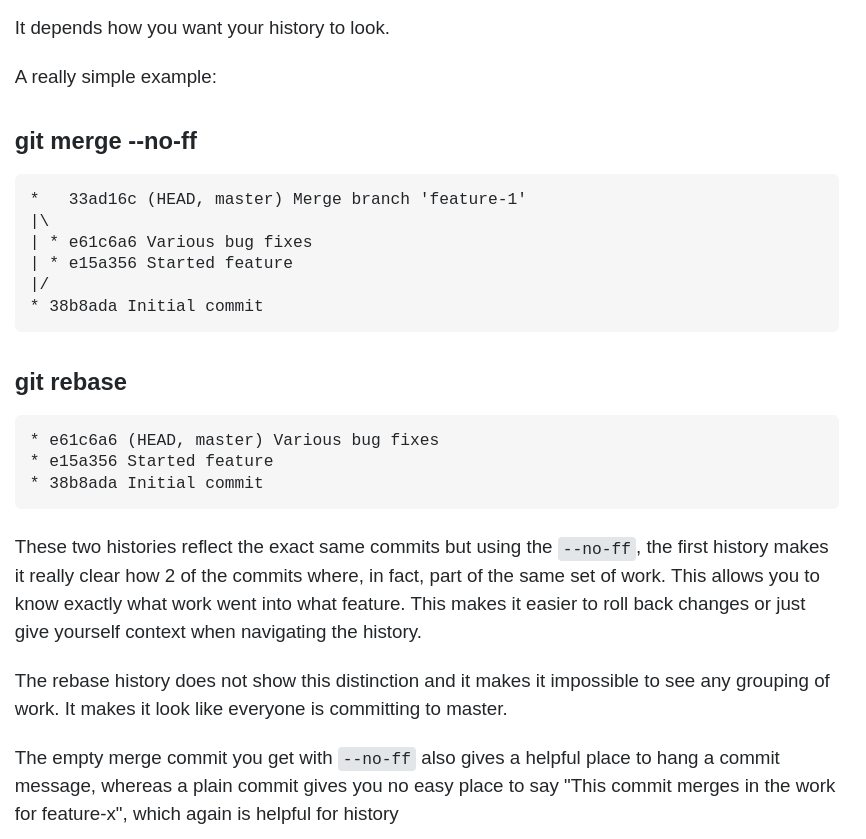 It depends how you want your history to look.
A really simple example:
git merge --no-ff
*   33ad16c (HEAD, master) Merge branch 'feature-1'
|\
| * e61c6a6 Various bug fixes
| * e15a356 Started feature
|/
* 38b8ada Initial commit
git rebase
* e61c6a6 (HEAD, master) Various bug fixes
* e15a356 Started feature
* 38b8ada Initial commit
These two histories reflect the exact same commits but using the --no-ff, the first history makes
it really clear how 2 of the commits where, in fact, part of the same set of work. This allows you to
know exactly what work went into what feature. This makes it easier to roll back changes or just
give yourself context when navigating the history.
The rebase history does not show this distinction and it makes it impossible to see any grouping of
work. It makes it look like everyone is committing to master.
The empty merge commit you get with --no-ff also gives a helpful place to hang a commit
message, whereas a plain commit gives you no easy place to say "This commit merges in the work
for feature-x", which again is helpful for history